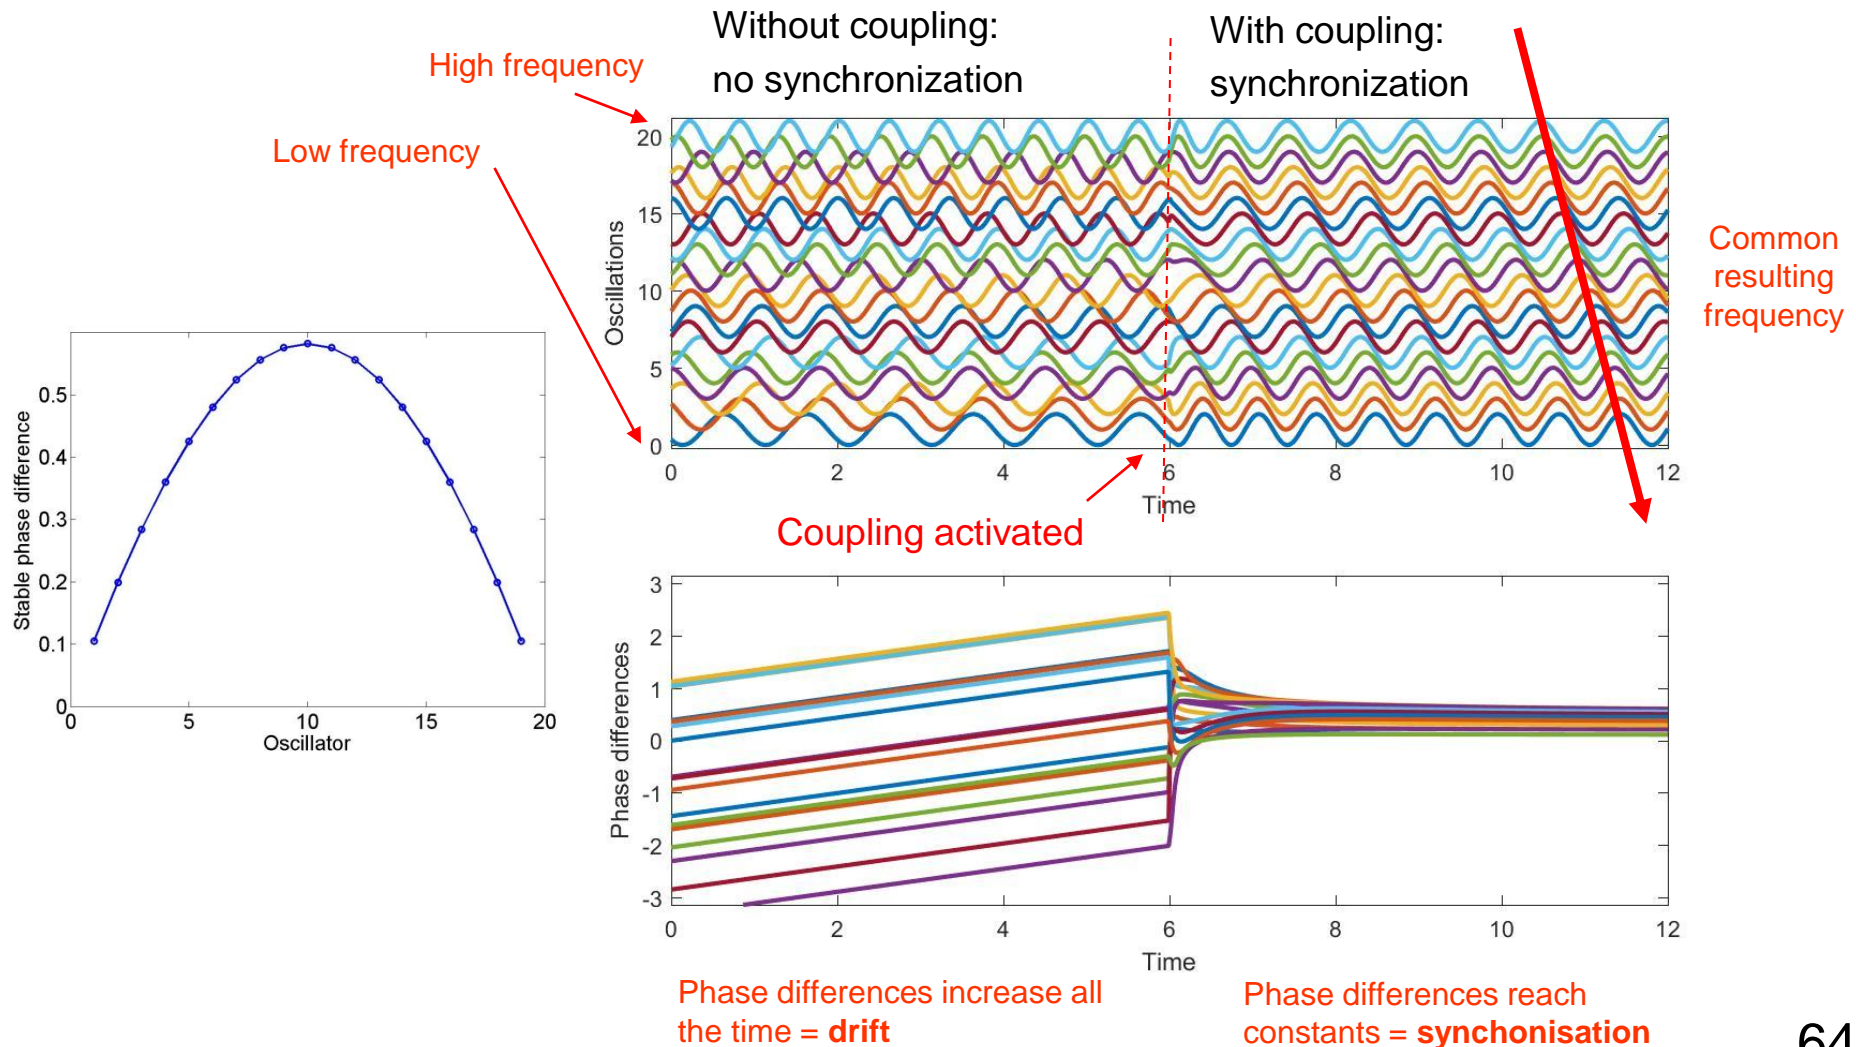 Without coupling:
no synchronization
With coupling:
synchronization
High frequency
Low frequency
20
15
10
5
0
Oscillations
0 2 4 6 8 10 12
Time
Coupling activated
Common
resulting
frequency
0.5
0.4
0.3
0.2
0.1
0
Stable phase difference
0 5 10 15 20
Oscillator
3
2
1
0
-1
-2
-3
Phase differences
0 2 4 6 8 10 12
Time
Phase differences increase all
the time = drift
Phase differences reach
constants = synchonisation
64